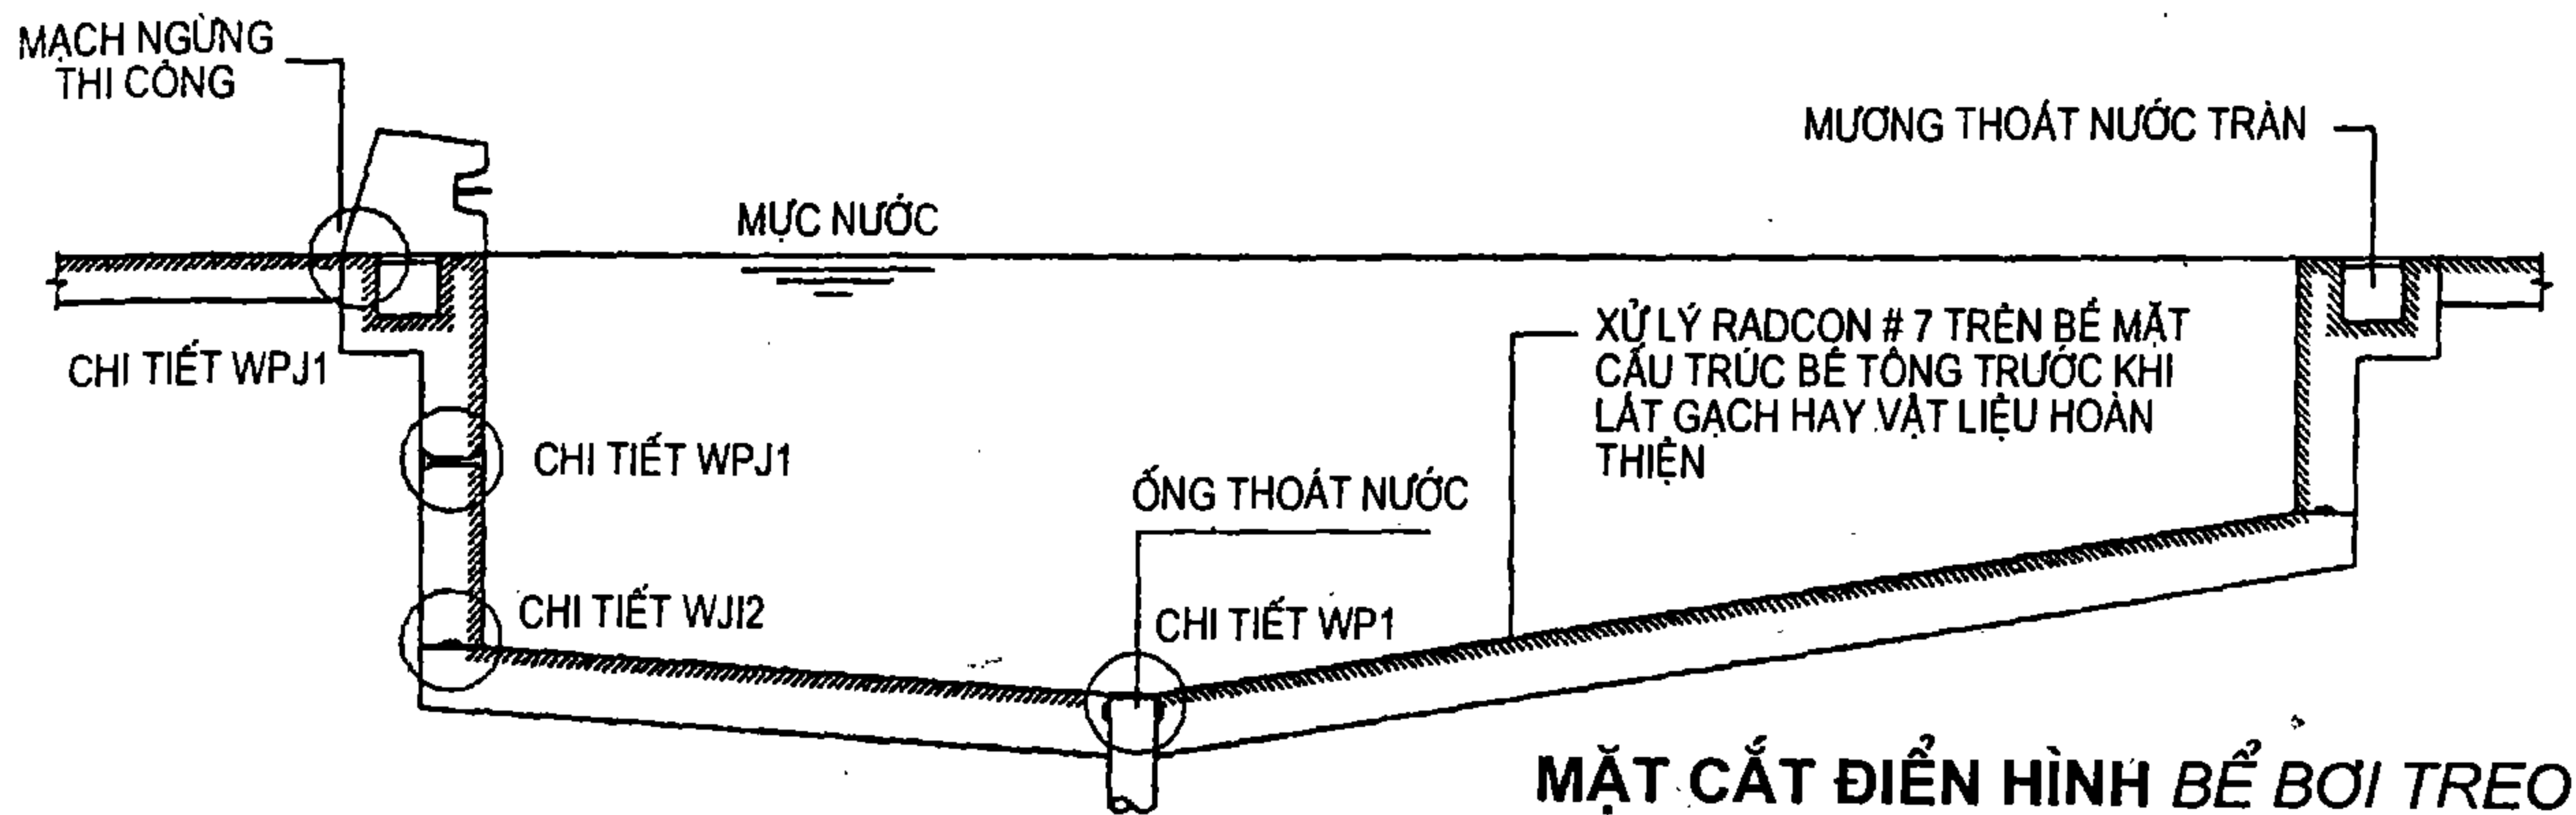 MẠCH NGỪNG
THI CÔNG
MƯƠNG THOÁT NƯỚC TRÀN
MỰC NƯỚC
CHI TIẾT WPJ1
XỬ LÝ RADCON # 7 TRÊN BỀ MẶT
CẤU TRÚC BÊ TÔNG TRƯỚC KHI
LÁT GẠCH HAY VẬT LIỆU HOÀN
THIỆN
CHI TIẾT WPJ1
ỐNG THOÁT NƯỚC
CHI TIẾT WJI2
CHI TIẾT WP1
MẶT CẮT ĐIỂN HÌNH BỂ BƠI TREO